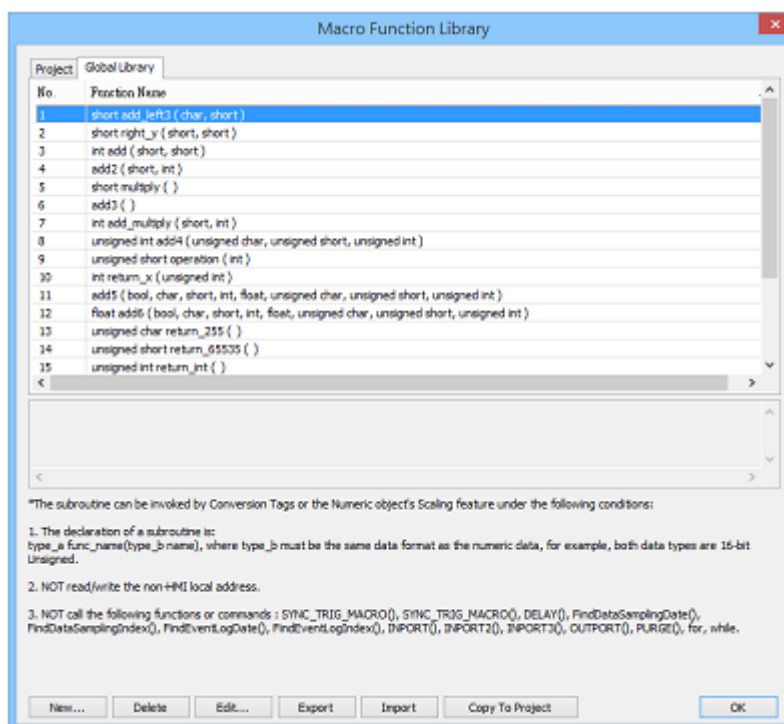 Macro Function Library
Project Global Library
No. Function Name
1 short add_left3 ( char, short )
2 short right_y ( short, short )
3 int add ( short, short )
4 add2 ( short, int )
5 short multiply ( )
6 add3 ( )
7 int add_multiply ( short, int )
8 unsigned int add4 ( unsigned char, unsigned short, unsigned int )
9 unsigned short operation ( int )
10 int return_x ( unsigned int )
11 add5 ( bool, char, short, int, float, unsigned char, unsigned short, unsigned int )
12 float add6 ( bool, char, short, int, float, unsigned char, unsigned short, unsigned int )
13 unsigned char return_255 ( )
14 unsigned short return_65535 ( )
15 unsigned int return_int ( )
*The subroutine can be invoked by Conversion Tags or the Numeric object's Scaling feature under the following conditions:
1. The declaration of a subroutine is:
type_a func_name(type_b name), where type_b must be the same data format as the numeric data, for example, both data types are 16-bit
Unsigned.
2. NOT read/write the non-HMI local address.
3. NOT call the following functions or commands : SYNC_TRIG_MACRO(), SYNC_TRIG_MACRO(), DELAY(), FindDataSamplingDate(),
FindDataSamplingIndex(), FindEventLogDate(), FindEventLogIndex(), INPORT(), INPORT2(), INPORT3(), OUTPORT(), PURGE(), for, while.
New... Delete Edit... Export Import Copy To Project OK